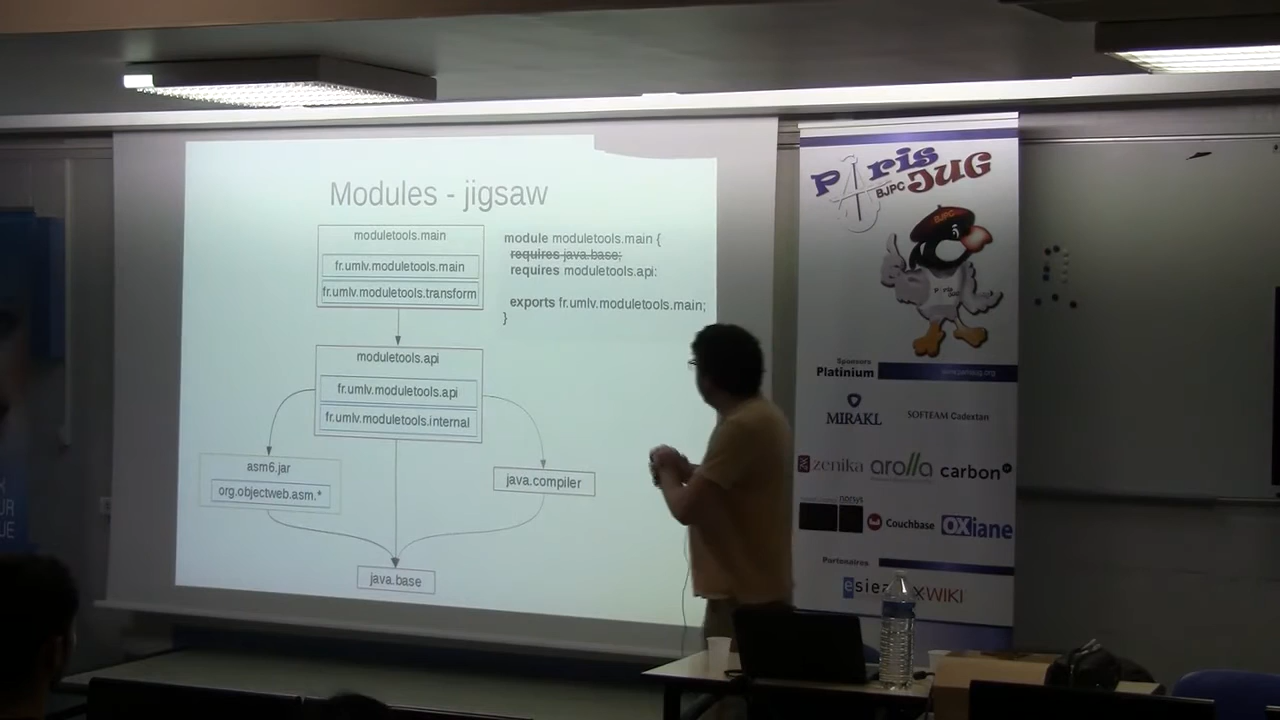 Modules - jigsaw
moduletools.main
fr.umlv.moduletools.main
fr.umlv.moduletools.transform
module moduletools.main {
requires java.base;
requires moduletools.api:
exports fr.umlv.moduletools.main;
}
moduletools.api
fr.umlv.moduletools.api
fr.umlv.moduletools.internal
asm6.jar
org.objectweb.asm.*
java.compiler
java.base
Paris
BJPC JUG
BJPC
Sponsors
Platinium
MIRAKL
SOFTEAM Cadextan
zenika
arolla
carbon
norsys
Couchbase
OXiane
Partenaires
esiea
XWIKI